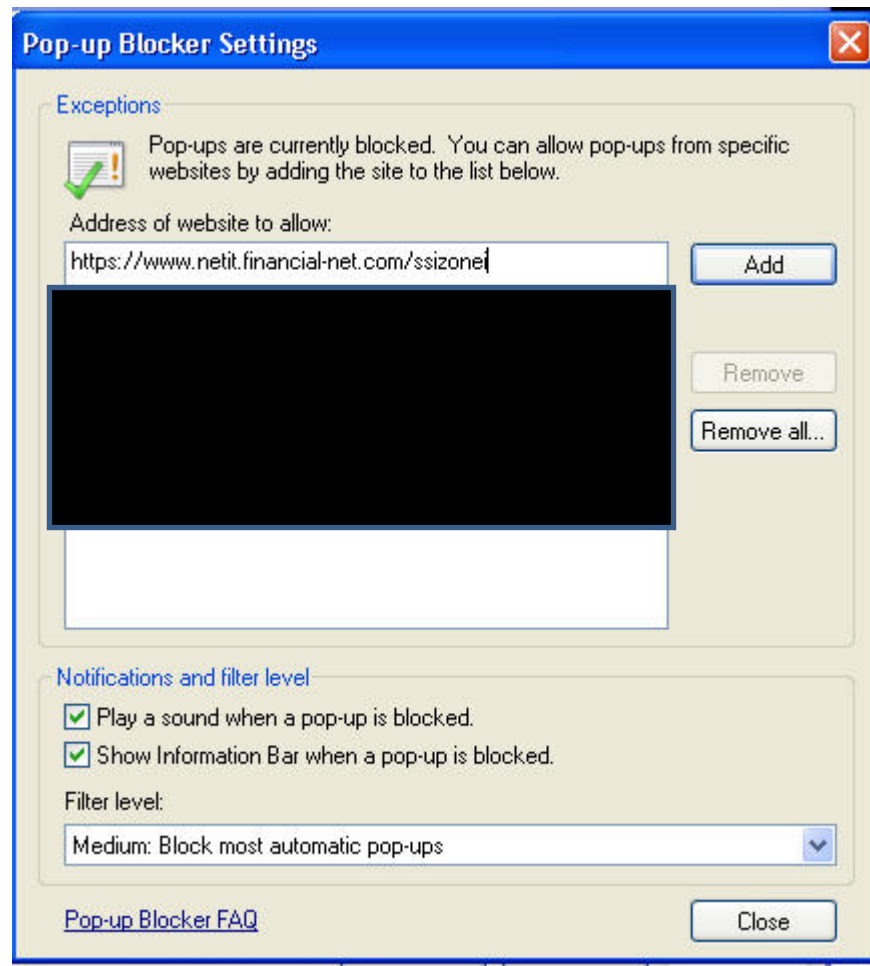 Pop-up Blocker Settings
Exceptions
Pop-ups are currently blocked. You can allow pop-ups from specific
websites by adding the site to the list below.
Address of website to allow:
https://www.netit.financial-net.com/ssizonei
Add
Remove
Remove all...
Notifications and filter level
Play a sound when a pop-up is blocked.
Show Information Bar when a pop-up is blocked.
Filter level:
Medium: Block most automatic pop-ups
Pop-up Blocker FAQ
Close